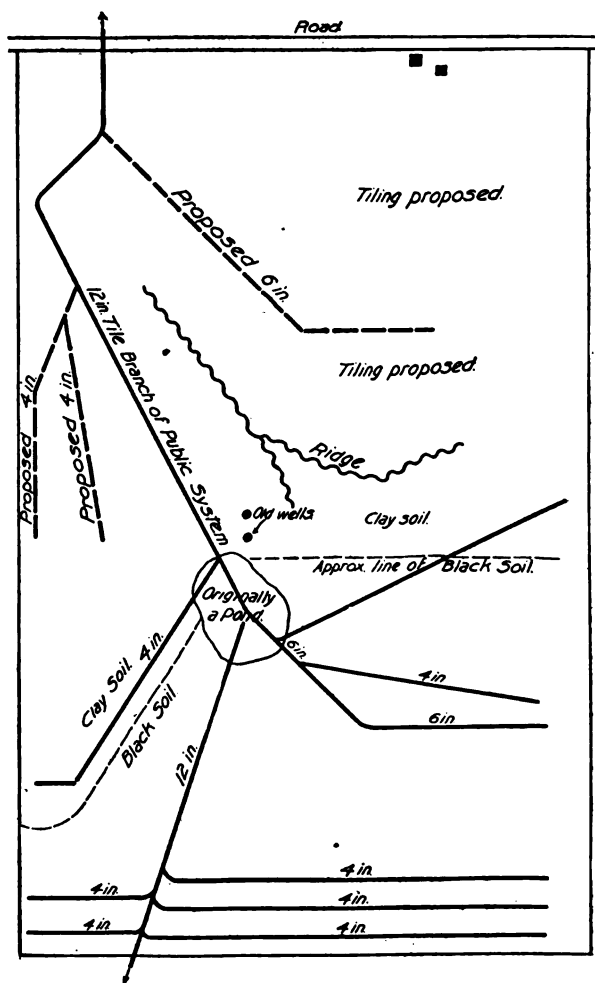 Road
Tiling proposed.
Proposed 6 in.
12 in. Tile Branch of Public System
Tiling proposed.
Proposed 4 in.
Proposed 4 in.
Ridge
Old wells.
Clay soil.
Approx. line of Black Soil.
Originally
a Pond.
6 in.
4 in.
Clay Soil
4 in.
Black Soil
6 in
12 in.
4 in.
4 in.
4 in.
4 in.
4 in.